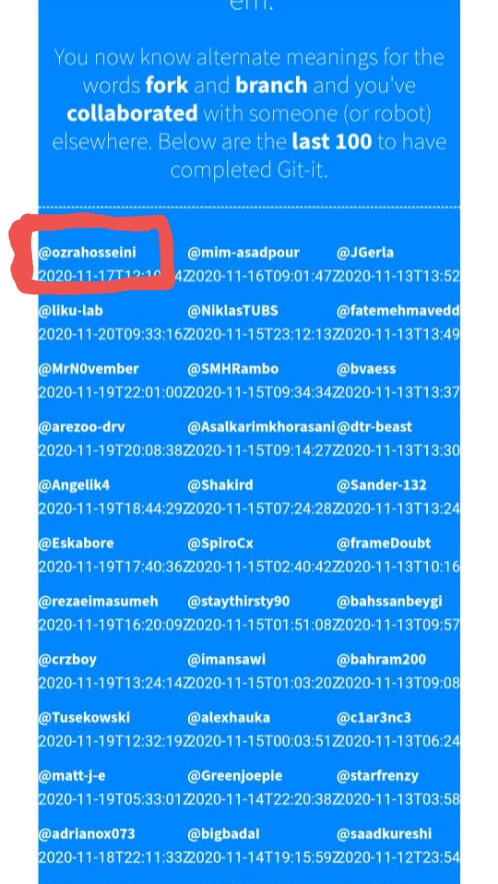 em.
You now know alternate meanings for the
words fork and branch and you've
collaborated with someone (or robot)
elsewhere. Below are the last 100 to have
completed Git-it.
@ozrahosseini @mim-asadpour @JGerla
2020-11-16T09:01:47Z 2020-11-13T13:52
@liku-lab @NiklasTUBS @fatemehmavedd
2020-11-20T09:33:16Z 2020-11-15T23:12:13Z 2020-11-13T13:49
@MrN0vember @SMHRambo @bvaess
2020-11-19T22:01:00Z 2020-11-15T09:34:34Z 2020-11-13T13:37
@arezoo-drv @Asalkarimkhorasani @dtr-beast
2020-11-19T20:08:38Z 2020-11-15T09:14:27Z 2020-11-13T13:30
@Angelik4 @Shakird @Sander-132
2020-11-19T18:44:29Z 2020-11-15T07:24:28Z 2020-11-13T13:24
@Eskabore @SpiroCx @frameDoubt
2020-11-19T17:40:36Z 2020-11-15T02:40:42Z 2020-11-13T10:16
@rezaeimasumeh @staythirsty90 @bahssanbeygi
2020-11-19T16:20:09Z 2020-11-15T01:51:08Z 2020-11-13T09:57
@crzboy @imansawi @bahram200
2020-11-19T13:24:14Z 2020-11-15T01:03:20Z 2020-11-13T09:08
@Tusekowski @alexhauka @c1ar3nc3
2020-11-19T12:32:19Z 2020-11-15T00:03:51Z 2020-11-13T06:24
@matt-j-e @Greenjoepie @starfrenzy
2020-11-19T05:33:01Z 2020-11-14T22:20:38Z 2020-11-13T03:58
@adrianox073 @bigbadal @saadkureshi
2020-11-18T22:11:33Z 2020-11-14T19:15:59Z 2020-11-12T23:54